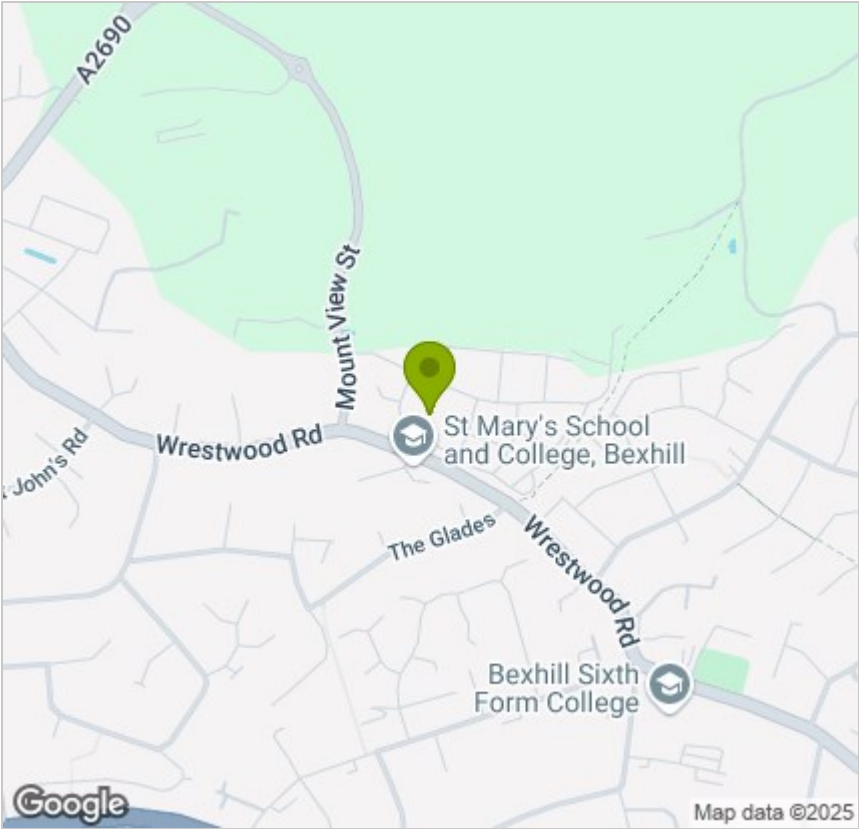 A2690
Mount View St
Wrestwood Rd
St Mary's School
and College, Bexhill
John's Rd
The Glades
Wrestwood Rd
Bexhill Sixth
Form College
Google
Map data ©2025